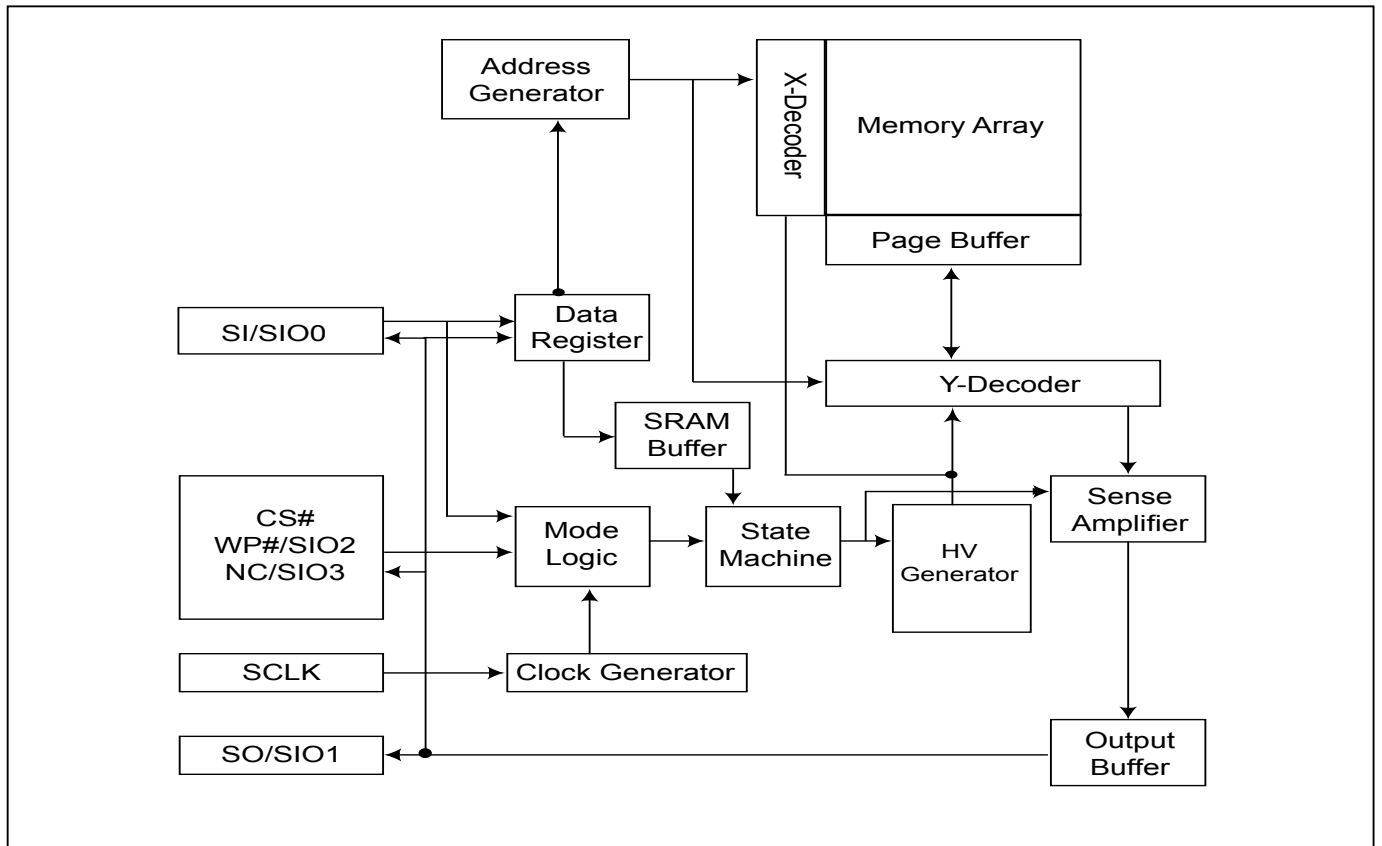 Address
Generator
X-Decoder
Memory Array
Page Buffer
SI/SIO0
Data
Register
Y-Decoder
SRAM
Buffer
CS#
WP#/SIO2
NC/SIO3
Mode
Logic
State
Machine
HV
Generator
Sense
Amplifier
SCLK
Clock Generator
SO/SIO1
Output
Buffer